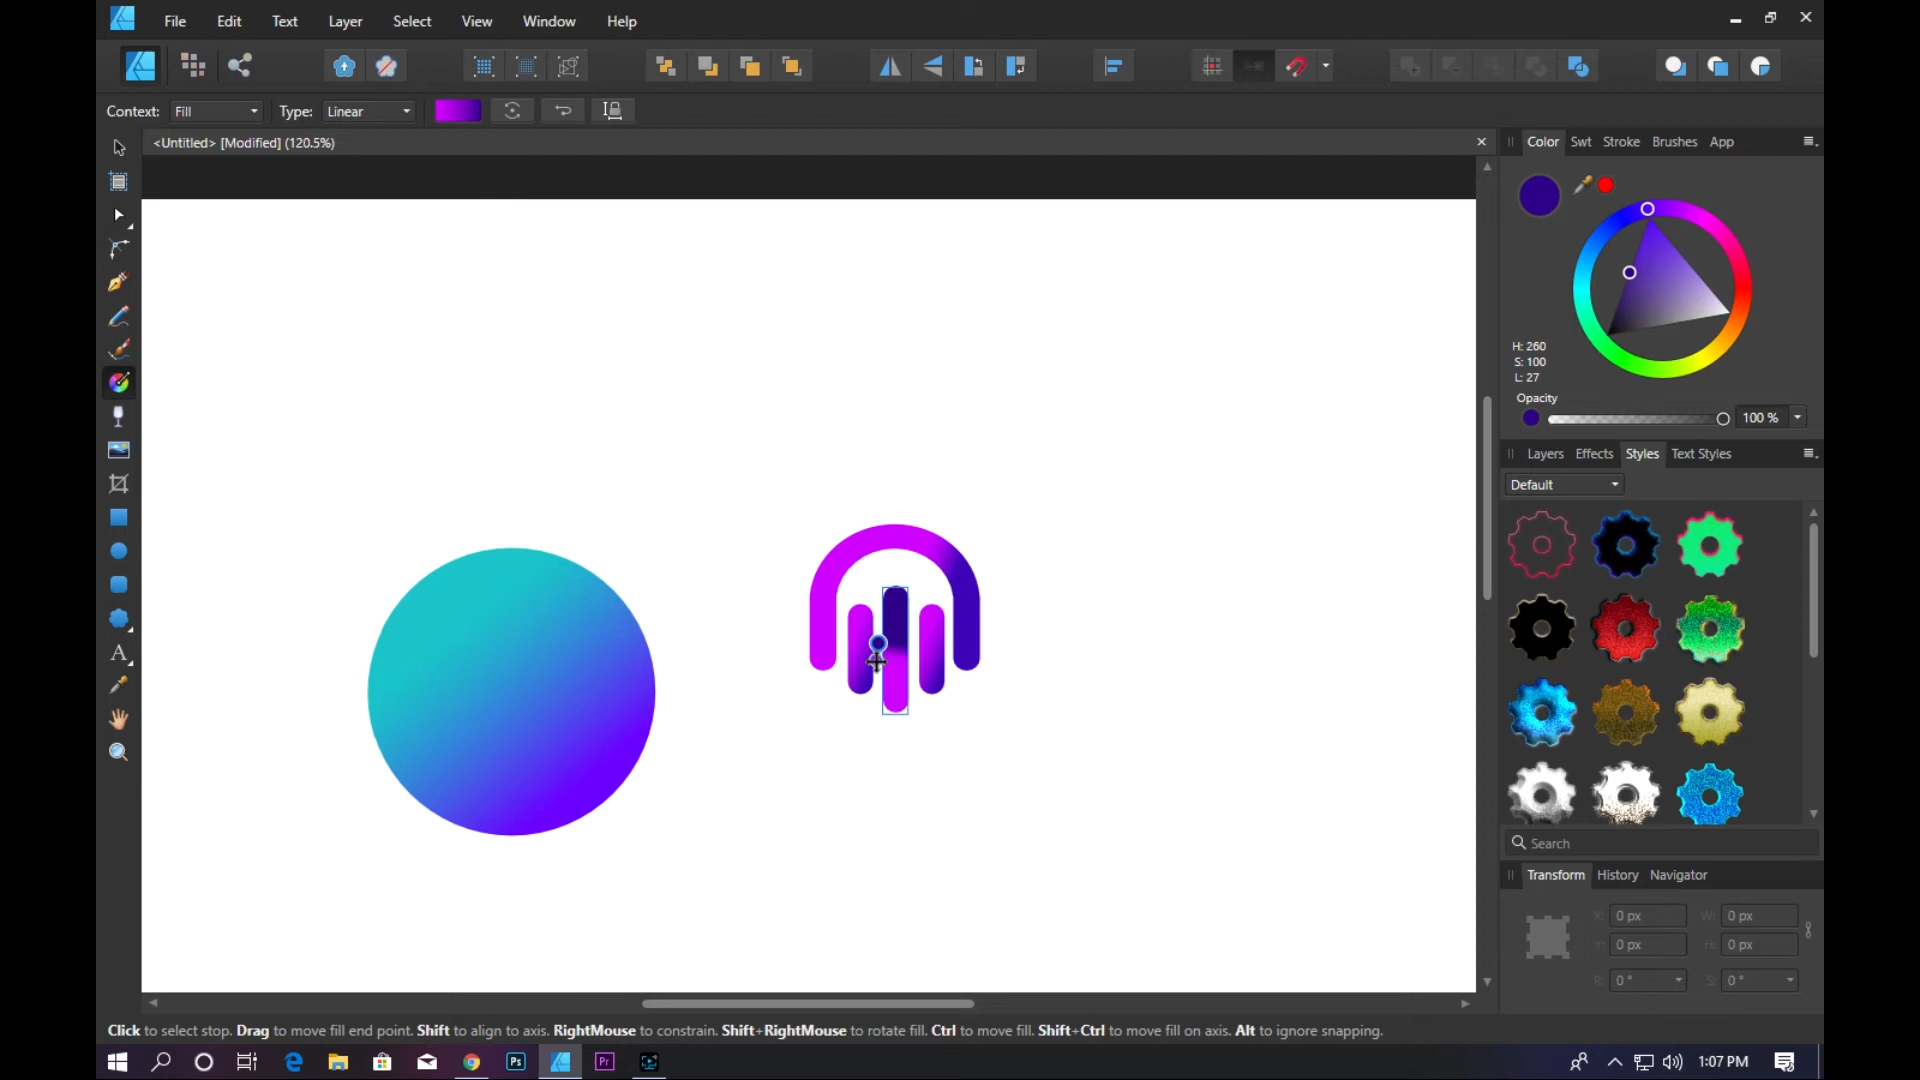 File Edit Text Layer Select View Window Help
Context: Fill Type: Linear
<Untitled> [Modified] (120.5%)
Color Swt Stroke Brushes App
H: 260
S: 100
L: 27
Opacity
100 %
Layers Effects Styles Text Styles
Default
Search
Transform History Navigator
X: 0 px W: 0 px
Y: 0 px H: 0 px
R: 0 ° S: 0 °
Click to select stop. Drag to move fill end point. Shift to align to axis. RightMouse to constrain. Shift+RightMouse to rotate fill. Ctrl to move fill. Shift+Ctrl to move fill on axis. Alt to ignore snapping.
Ps Pr 1:07 PM